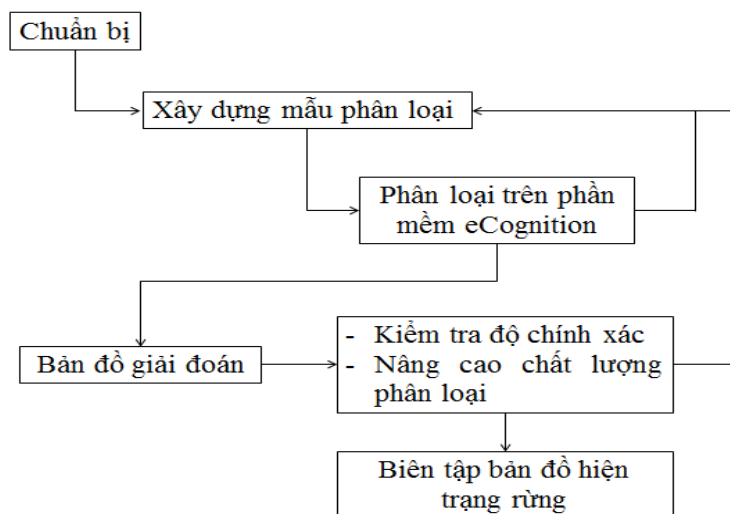 Chuẩn bị
Xây dựng mẫu phân loại
Phân loại trên phần
mềm eCognition
Bản đồ giải đoán
- Kiểm tra độ chính xác
- Nâng cao chất lượng
phân loại
Biên tập bản đồ hiện
trạng rừng